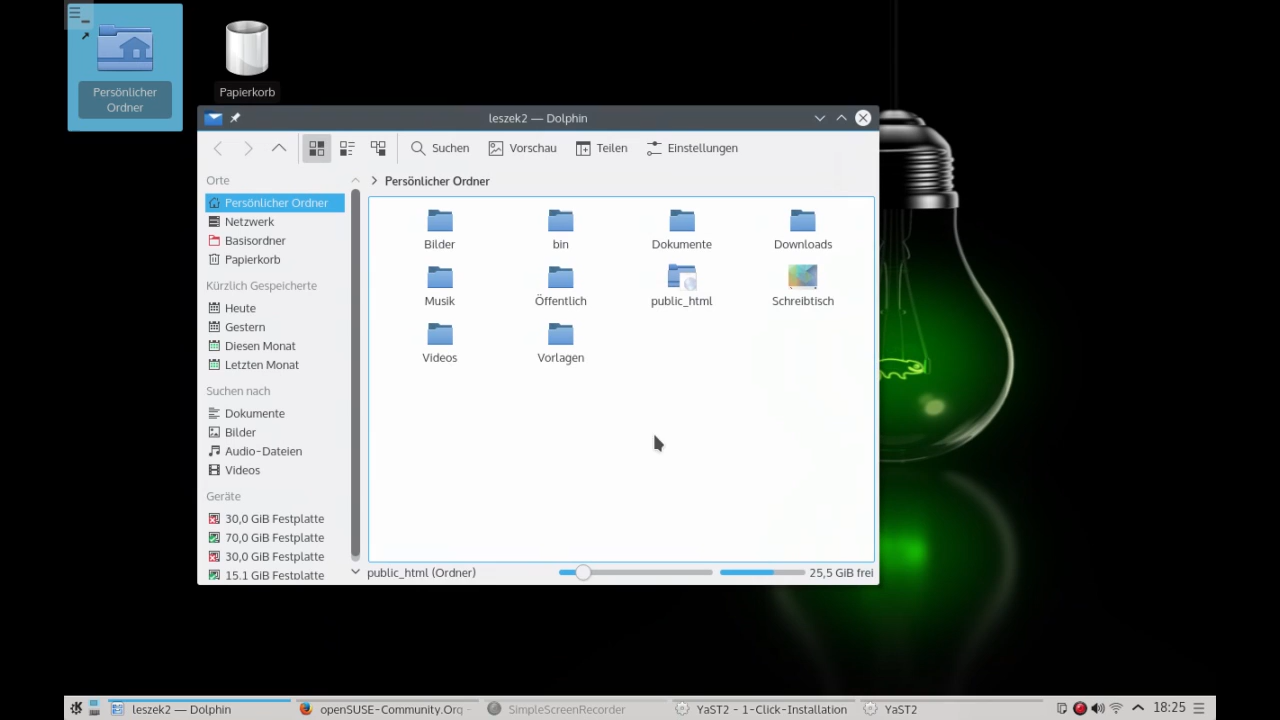 Persönlicher
Ordner
Papierkorb
leszek2 — Dolphin
Suchen
Vorschau
Teilen
Einstellungen
Orte
Persönlicher Ordner
Netzwerk
Basisordner
Papierkorb
Kürzlich Gespeicherte
Heute
Gestern
Diesen Monat
Letzten Monat
Suchen nach
Dokumente
Bilder
Audio-Dateien
Videos
Geräte
30,0 GiB Festplatte
70,0 GiB Festplatte
30,0 GiB Festplatte
15.1 GiB Festplatte
Persönlicher Ordner
Bilder
bin
Dokumente
Downloads
Musik
Öffentlich
public_html
Schreibtisch
Videos
Vorlagen
public_html (Ordner)
25,5 GiB frei
leszek2 — Dolphin
openSUSE-Community.Org -
SimpleScreenRecorder
YaST2 - 1-Click-Installation
YaST2
18:25